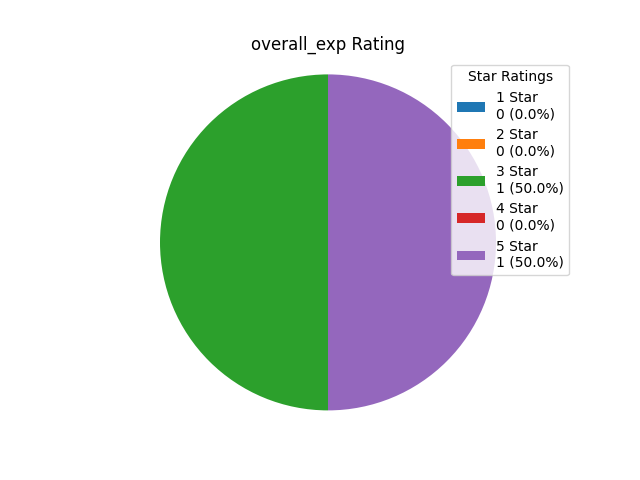 overall_exp Rating
Star Ratings
1 Star
0 (0.0%)
2 Star
0 (0.0%)
3 Star
1 (50.0%)
4 Star
0 (0.0%)
5 Star
1 (50.0%)